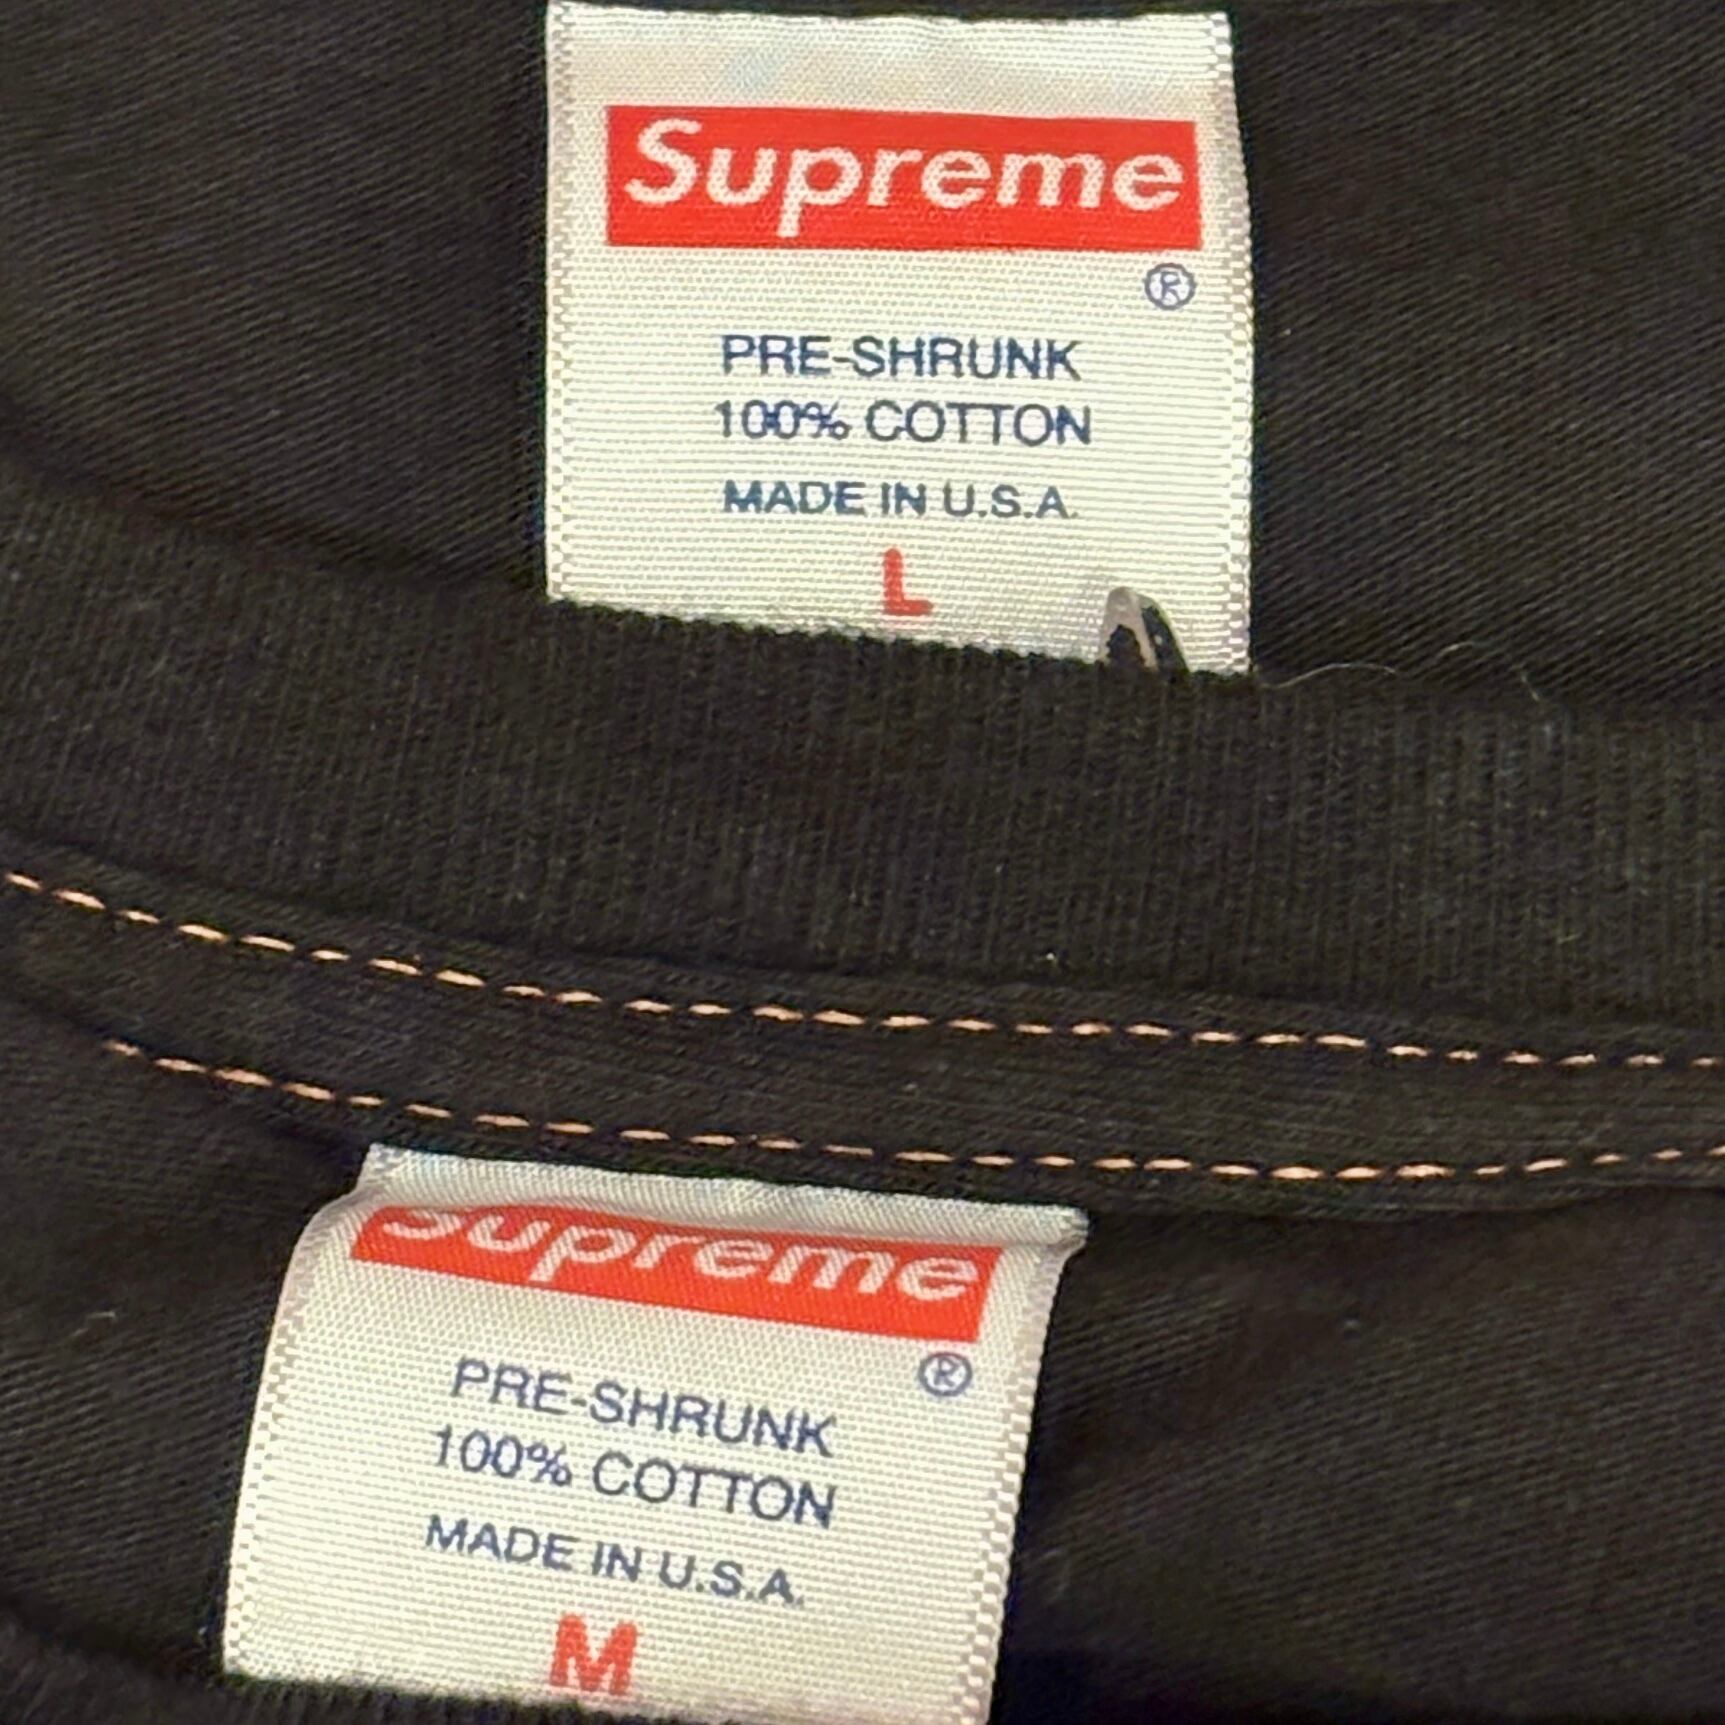 Supreme
®
PRE-SHRUNK
100% COTTON
MADE IN U.S.A.
L
Supreme
®
PRE-SHRUNK
100% COTTON
MADE IN U.S.A.
M